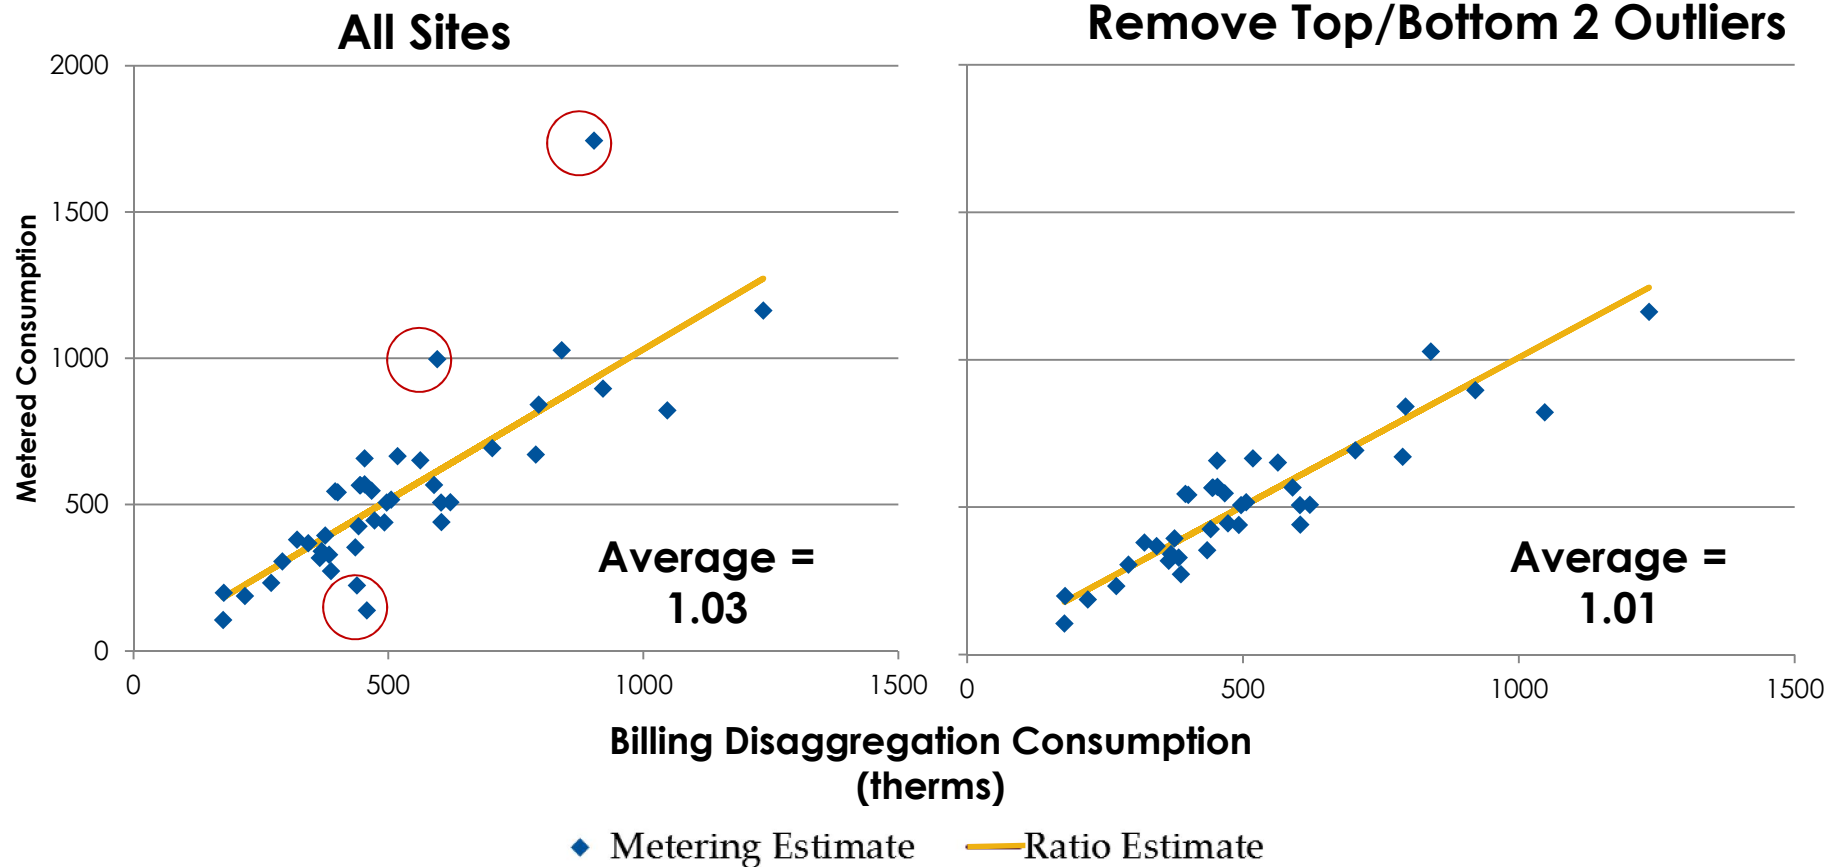 All Sites
Remove Top/Bottom 2 Outliers
2000
1500
1000
500
0
Metered Consumption
Average =
1.03
Average =
1.01
0 500 1000 1500
0 500 1000 1500
Billing Disaggregation Consumption
(therms)
Metering Estimate
Ratio Estimate